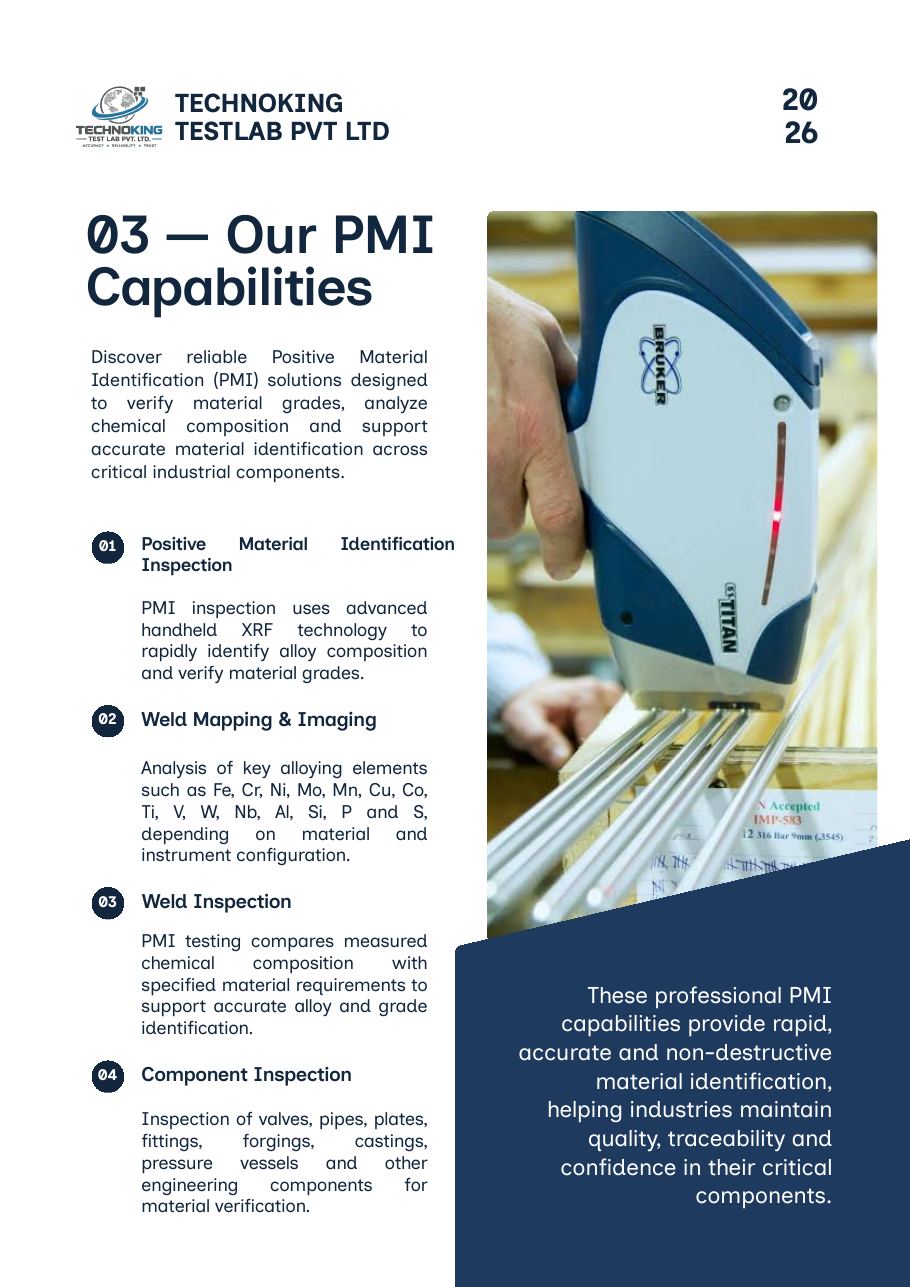 TECHNOKING
TEST LAB PVT. LTD.
ACCURACY • RELIABILITY • TRUST
TECHNOKING
TESTLAB PVT LTD
20
26
03 — Our PMI
Capabilities
Discover reliable Positive Material
Identification (PMI) solutions designed
to verify material grades, analyze
chemical composition and support
accurate material identification across
critical industrial components.
01
Positive Material Identification
Inspection
PMI inspection uses advanced
handheld XRF technology to
rapidly identify alloy composition
and verify material grades.
02
Weld Mapping & Imaging
Analysis of key alloying elements
such as Fe, Cr, Ni, Mo, Mn, Cu, Co,
Ti, V, W, Nb, Al, Si, P and S,
depending on material and
instrument configuration.
03
Weld Inspection
PMI testing compares measured
chemical composition with
specified material requirements to
support accurate alloy and grade
identification.
04
Component Inspection
Inspection of valves, pipes, plates,
fittings, forgings, castings,
pressure vessels and other
engineering components for
material verification.
BRUKER
S1 TITAN
N Accepted
IMP-583
12 316 Bar 9mm (.3545)
These professional PMI
capabilities provide rapid,
accurate and non-destructive
material identification,
helping industries maintain
quality, traceability and
confidence in their critical
components.